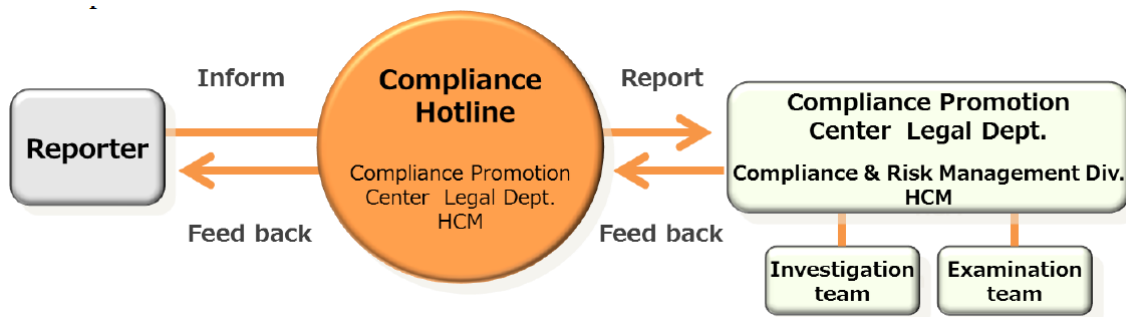 Inform
Reporter
Feed back
Compliance
Hotline
Compliance Promotion
Center Legal Dept.
HCM
Report
Feed back
Compliance Promotion
Center Legal Dept.
Compliance & Risk Management Div.
HCM
Investigation
team
Examination
team